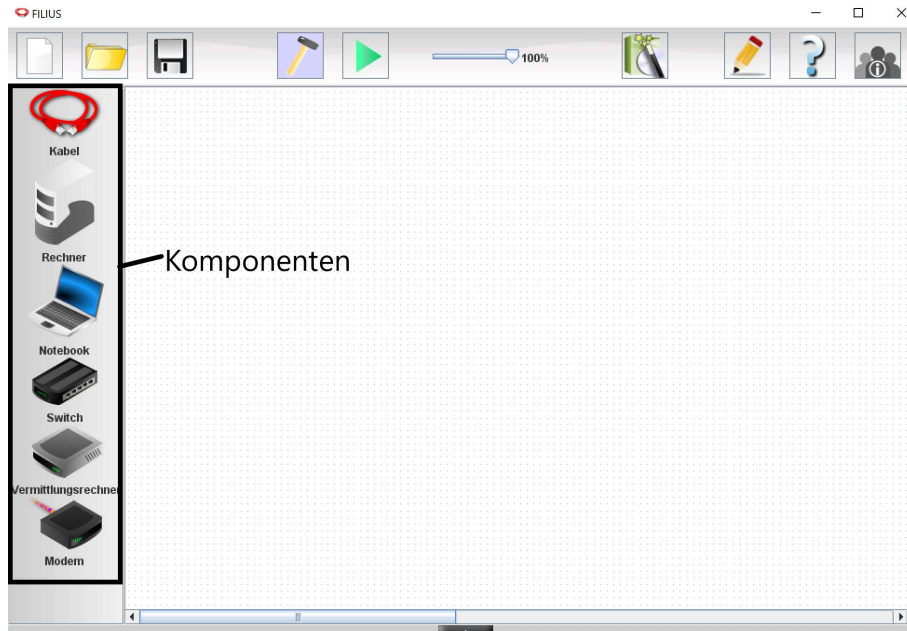 FILIUS
100%
Kabel
Rechner
Komponenten
Notebook
Switch
Vermittlungsrechner
Modem